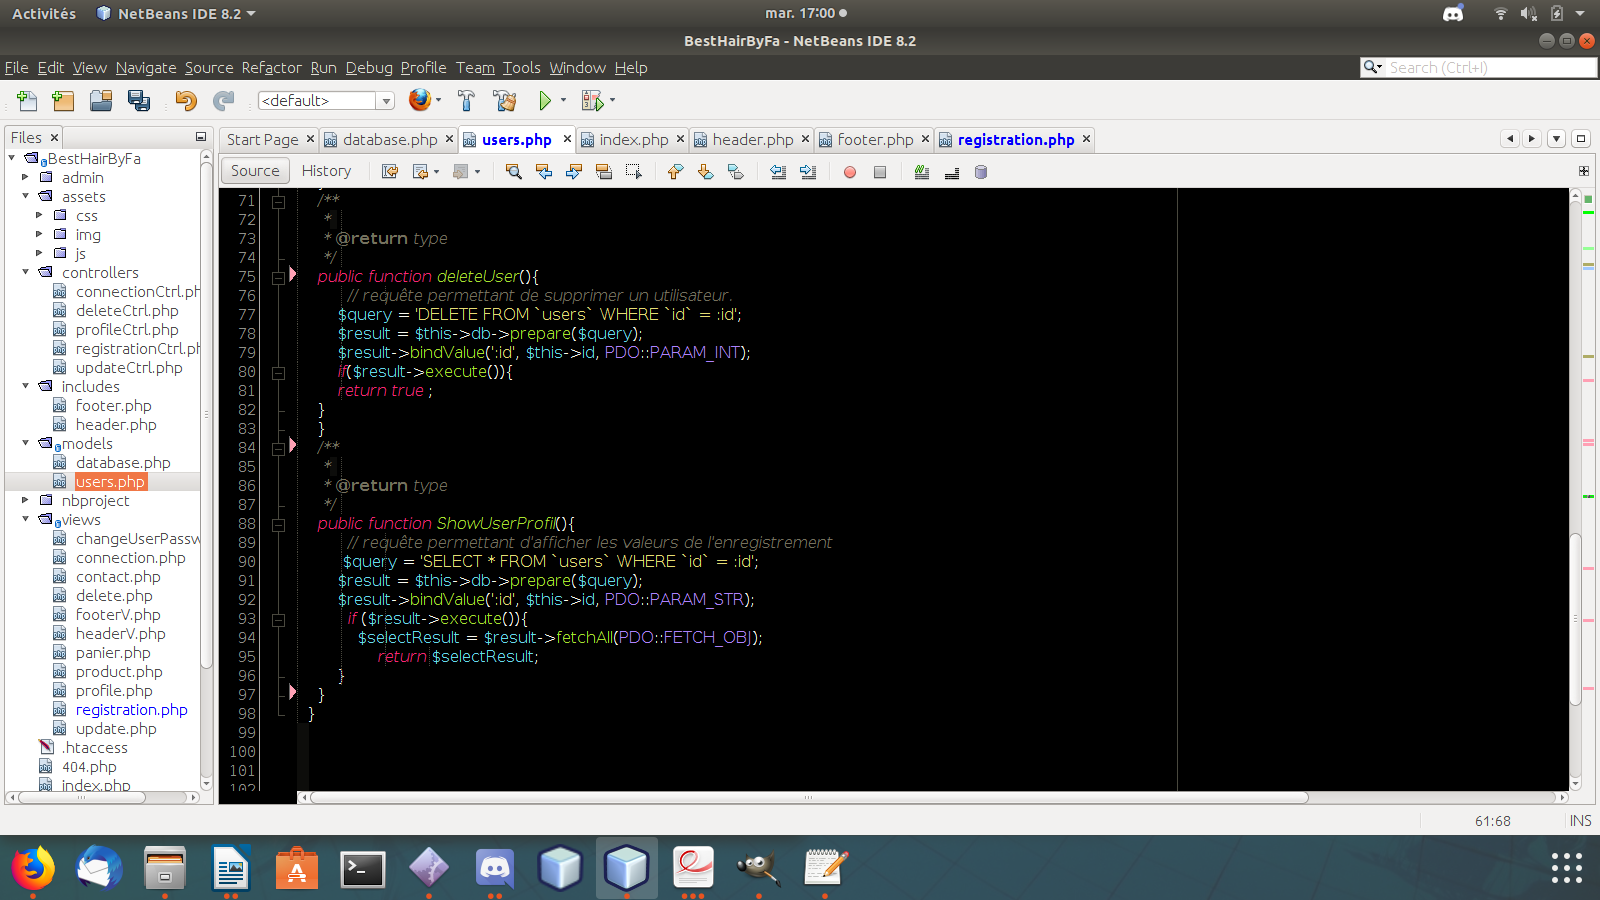 Activités NetBeans IDE 8.2 mar. 17:00
BestHairByFa - NetBeans IDE 8.2
File Edit View Navigate Source Refactor Run Debug Profile Team Tools Window Help Search (Ctrl+I)
<default>
Files Start Page database.php users.php index.php header.php footer.php registration.php
Source History
BestHairByFa
admin
assets
css
img
js
controllers
connectionCtrl.ph
deleteCtrl.php
profileCtrl.php
registrationCtrl.ph
updateCtrl.php
includes
footer.php
header.php
models
database.php
users.php
nbproject
views
changeUserPassw
connection.php
contact.php
delete.php
footerV.php
headerV.php
panier.php
product.php
profile.php
registration.php
update.php
.htaccess
404.php
index.php
71 /**
72 *
73 * @return type
74 */
75 public function deleteUser(){
76 // requête permettant de supprimer un utilisateur.
77 $query = 'DELETE FROM `users` WHERE `id` = :id';
78 $result = $this->db->prepare($query);
79 $result->bindValue(':id', $this->id, PDO::PARAM_INT);
80 if($result->execute()){
81 return true ;
82 }
83 }
84 /**
85 *
86 * @return type
87 */
88 public function ShowUserProfil(){
89 // requête permettant d'afficher les valeurs de l'enregistrement
90 $query = 'SELECT * FROM `users` WHERE `id` = :id';
91 $result = $this->db->prepare($query);
92 $result->bindValue(':id', $this->id, PDO::PARAM_STR);
93 if ($result->execute()){
94 $selectResult = $result->fetchAll(PDO::FETCH_OBJ);
95 return $selectResult;
96 }
97 }
98 }
99
100
101
102
61:68 INS